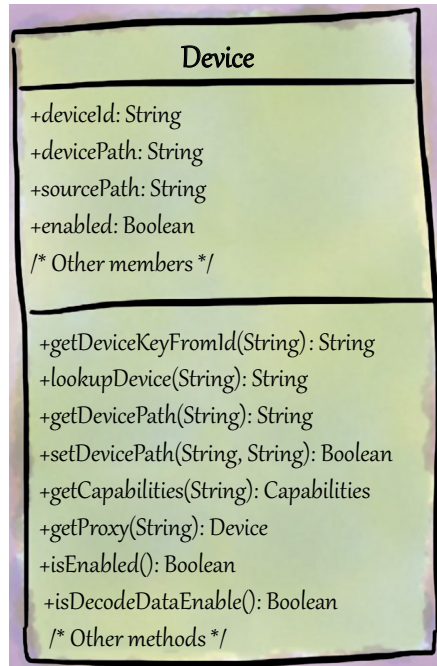 Device
+deviceId: String
+devicePath: String
+sourcePath: String
+enabled: Boolean
/* Other members */
+getDeviceKeyFromId(String): String
+lookupDevice(String): String
+getDevicePath(String): String
+setDevicePath(String, String): Boolean
+getCapabilities(String): Capabilities
+getProxy(String): Device
+isEnabled(): Boolean
+isDecodeDataEnable(): Boolean
/* Other methods */